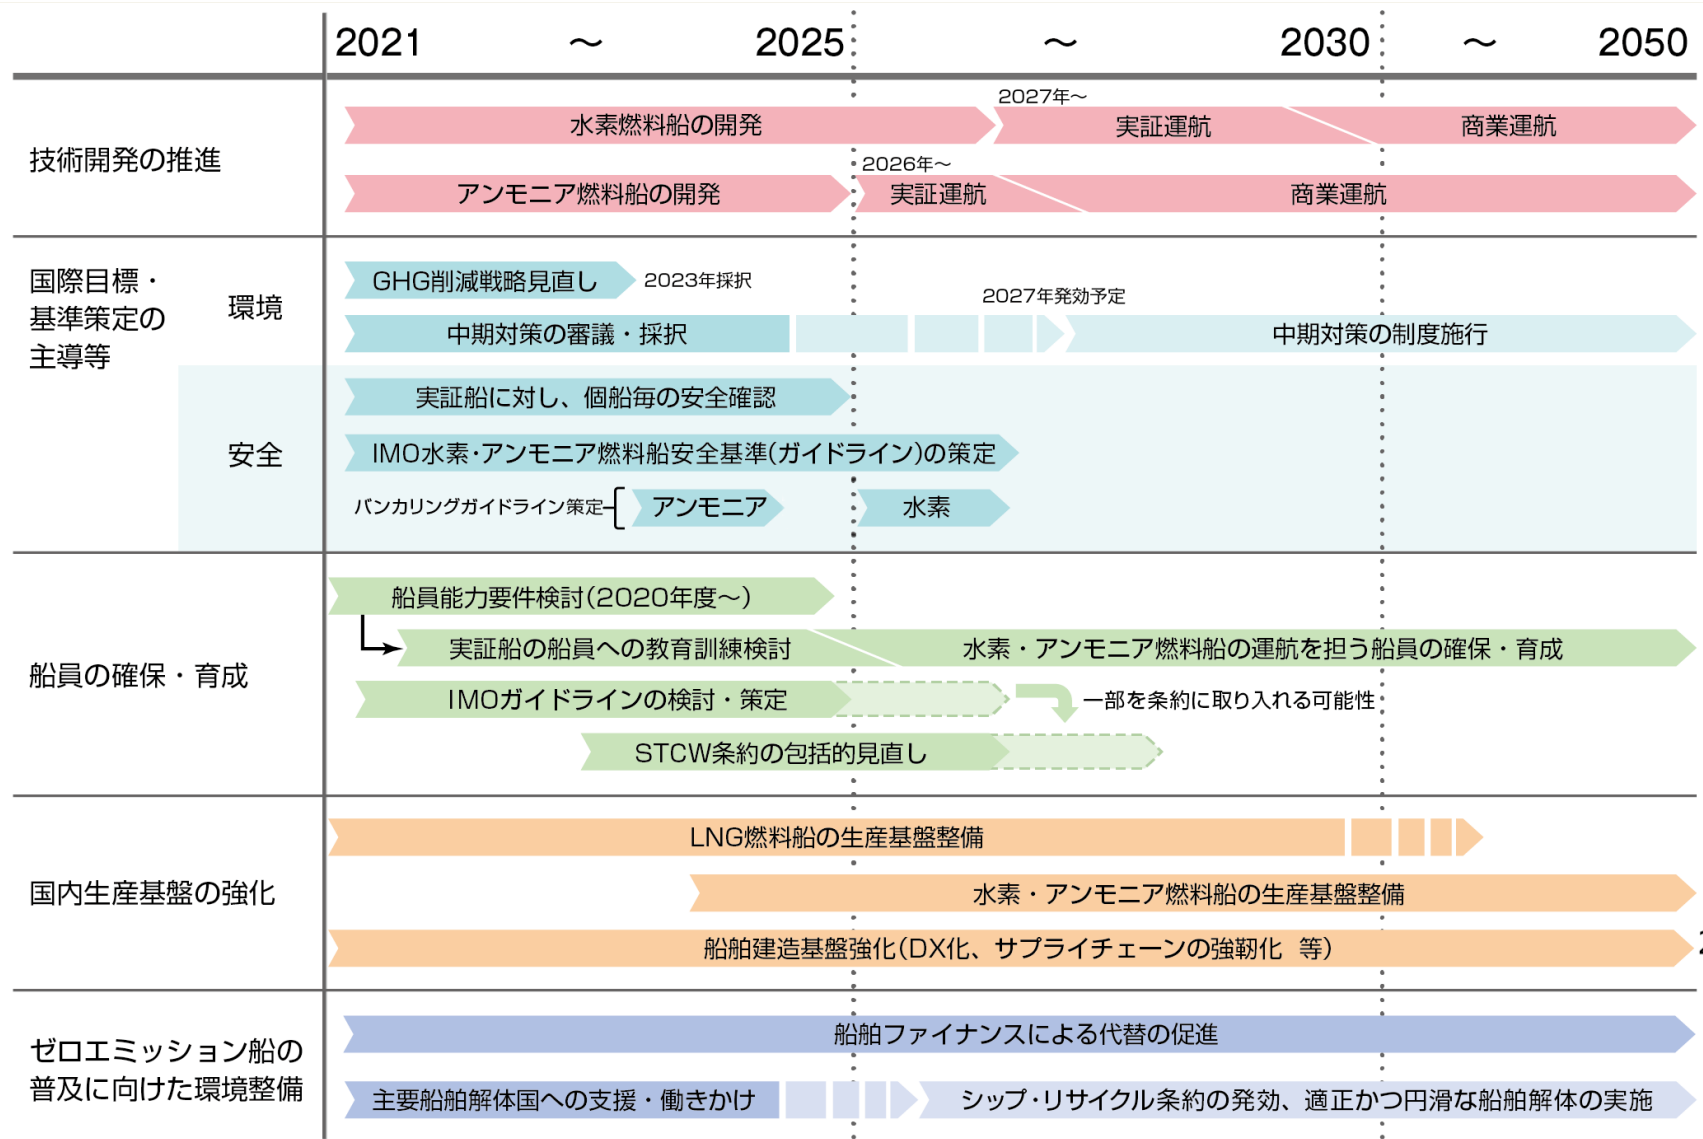 2021 ～ 2025 ～ 2030 ～ 2050
技術開発の推進
2027年～
水素燃料船の開発 実証運航 商業運航
2026年～
アンモニア燃料船の開発 実証運航 商業運航
国際目標・
基準策定の
主導等
環境
GHG削減戦略見直し 2023年採択
2027年発効予定
中期対策の審議・採択 中期対策の制度施行
安全
実証船に対し、個船毎の安全確認
IMO水素・アンモニア燃料船安全基準(ガイドライン)の策定
バンカリングガイドライン策定 アンモニア 水素
船員の確保・育成
船員能力要件検討(2020年度～)
実証船の船員への教育訓練検討 水素・アンモニア燃料船の運航を担う船員の確保・育成
IMOガイドラインの検討・策定 一部を条約に取り入れる可能性
STCW条約の包括的見直し
国内生産基盤の強化
LNG燃料船の生産基盤整備
水素・アンモニア燃料船の生産基盤整備
船舶建造基盤強化(DX化、サプライチェーンの強靭化 等)
ゼロエミッション船の
普及に向けた環境整備
船舶ファイナンスによる代替の促進
主要船舶解体国への支援・働きかけ シップ・リサイクル条約の発効、適正かつ円滑な船舶解体の実施